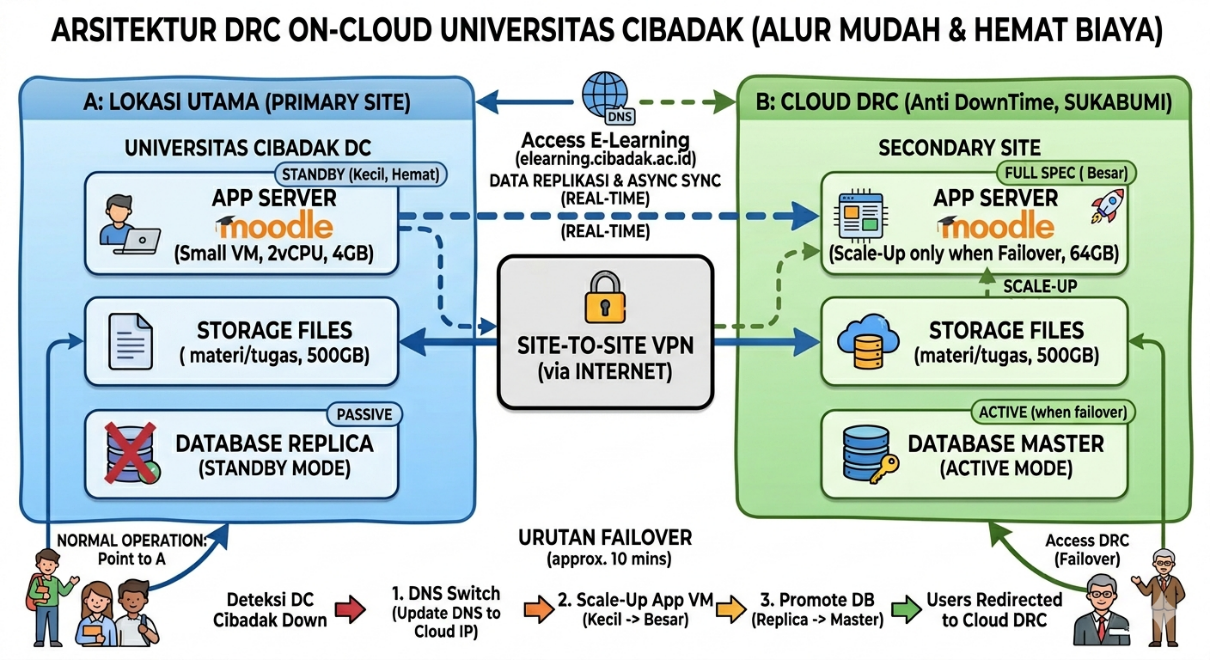 ARSITEKTUR DRC ON-CLOUD UNIVERSITAS CIBADAK (ALUR MUDAH & HEMAT BIAYA)
A: LOKASI UTAMA (PRIMARY SITE)
UNIVERSITAS CIBADAK DC
STANDBY (Kecil, Hemat)
APP SERVER
moodle
(Small VM, 2vCPU, 4GB)
STORAGE FILES
( materi/tugas, 500GB)
PASSIVE
DATABASE REPLICA
(STANDBY MODE)
DNS
Access E-Learning
(elearning.cibadak.ac.id)
DATA REPLIKASI & ASYNC SYNC
(REAL-TIME)
(REAL-TIME)
SITE-TO-SITE VPN
(via INTERNET)
B: CLOUD DRC (Anti DownTime, SUKABUMI)
SECONDARY SITE
FULL SPEC ( Besar)
APP SERVER
moodle
(Scale-Up only when Failover, 64GB)
SCALE-UP
STORAGE FILES
(materi/tugas, 500GB)
ACTIVE (when failover)
DATABASE MASTER
(ACTIVE MODE)
NORMAL OPERATION:
Point to A
URUTAN FAILOVER
(approx. 10 mins)
Access DRC
(Failover)
Deteksi DC
Cibadak Down
1. DNS Switch
(Update DNS to
Cloud IP)
2. Scale-Up App VM
(Kecil -> Besar)
3. Promote DB
(Replica -> Master)
Users Redirected
to Cloud DRC